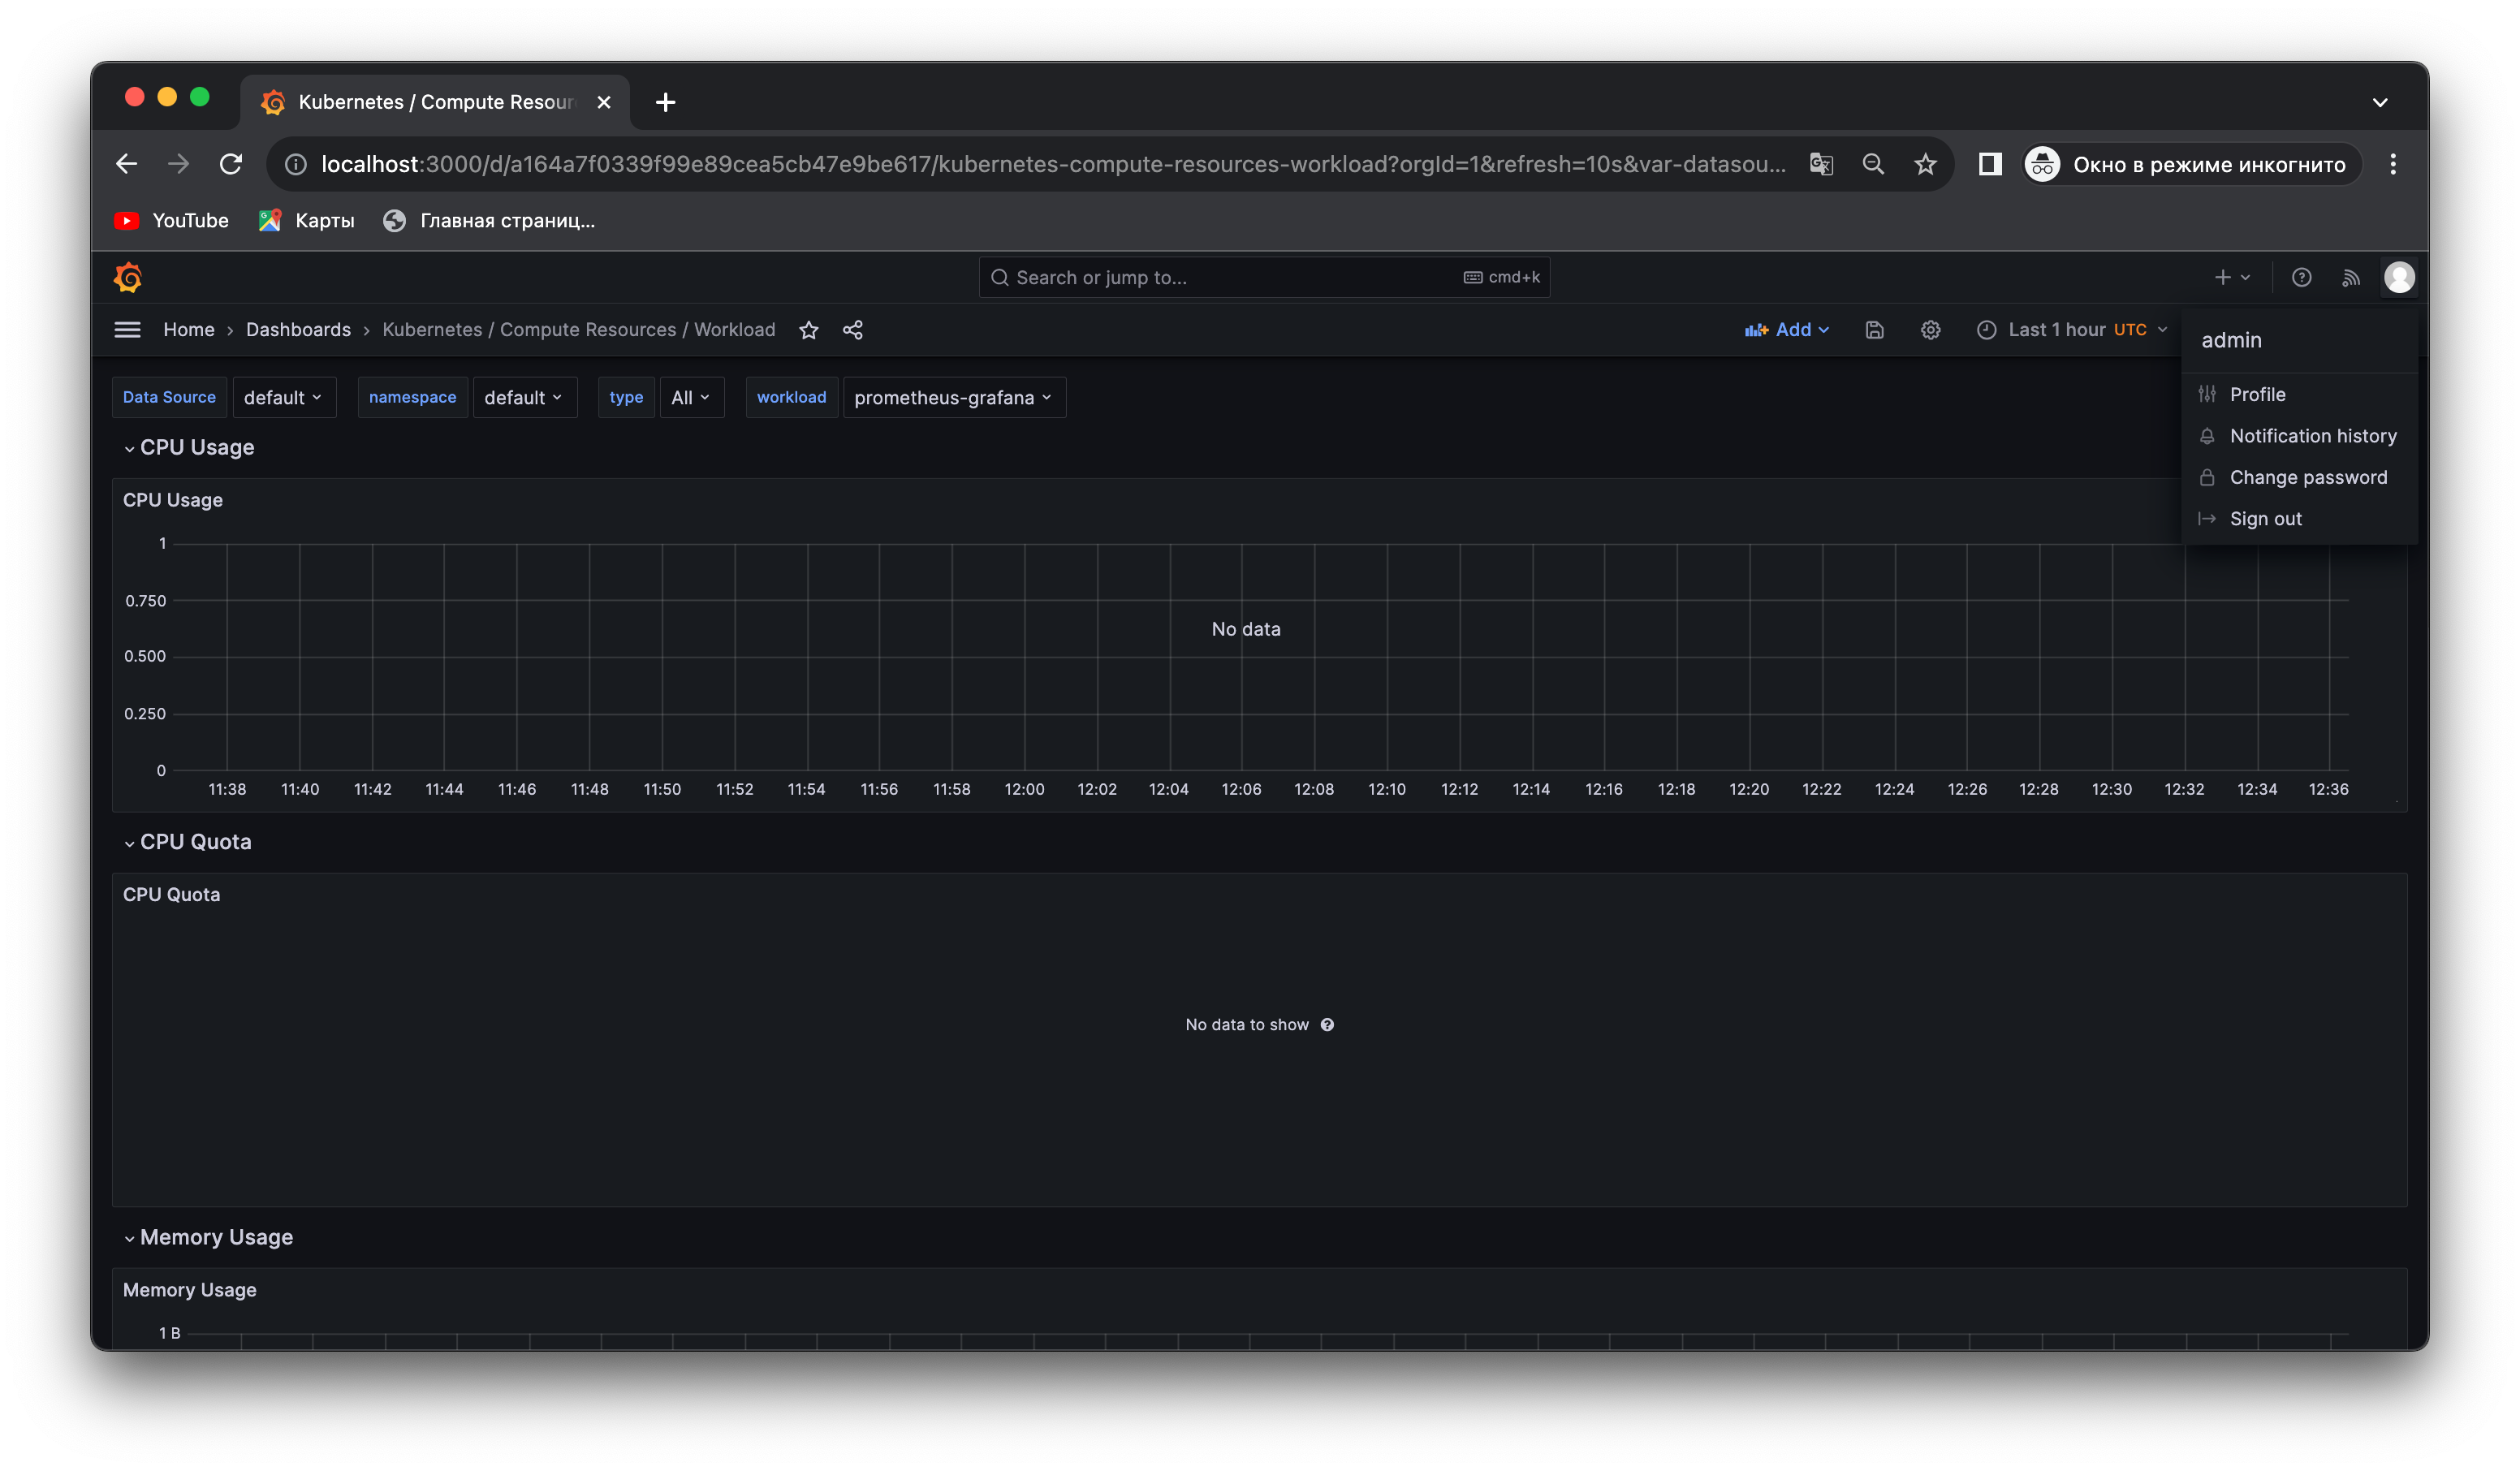 Kubernetes / Compute Resour
localhost:3000/d/a164a7f0339f99e89cea5cb47e9be617/kubernetes-compute-resources-workload?orgId=1&refresh=10s&var-datasou...
Окно в режиме инкогнито
YouTube
Карты
Главная страниц...
Search or jump to...
cmd+k
Home › Dashboards › Kubernetes / Compute Resources / Workload
Add
Last 1 hour UTC
admin
Profile
Notification history
Change password
Sign out
Data Source default
namespace default
type All
workload prometheus-grafana
CPU Usage
CPU Usage
1
0.750
0.500
0.250
0
No data
11:38 11:40 11:42 11:44 11:46 11:48 11:50 11:52 11:54 11:56 11:58 12:00 12:02 12:04 12:06 12:08 12:10 12:12 12:14 12:16 12:18 12:20 12:22 12:24 12:26 12:28 12:30 12:32 12:34 12:36
CPU Quota
CPU Quota
No data to show
Memory Usage
Memory Usage
1 B